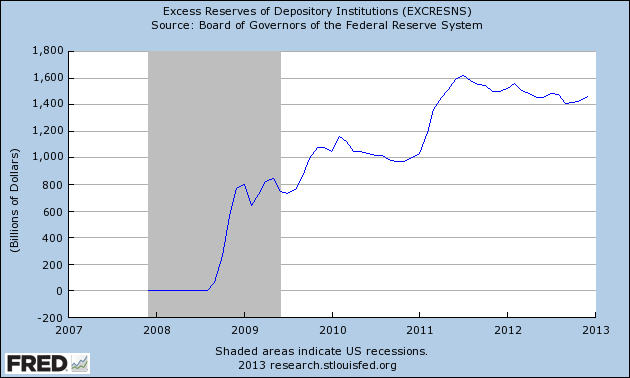 Excess Reserves of Depository Institutions (EXCRESNS)
Source: Board of Governors of the Federal Reserve System
1,800
1,600
1,400
1,200
1,000
800
600
400
200
0
-200
(Billions of Dollars)
2007 2008 2009 2010 2011 2012 2013
Shaded areas indicate US recessions.
2013 research.stlouisfed.org
FRED